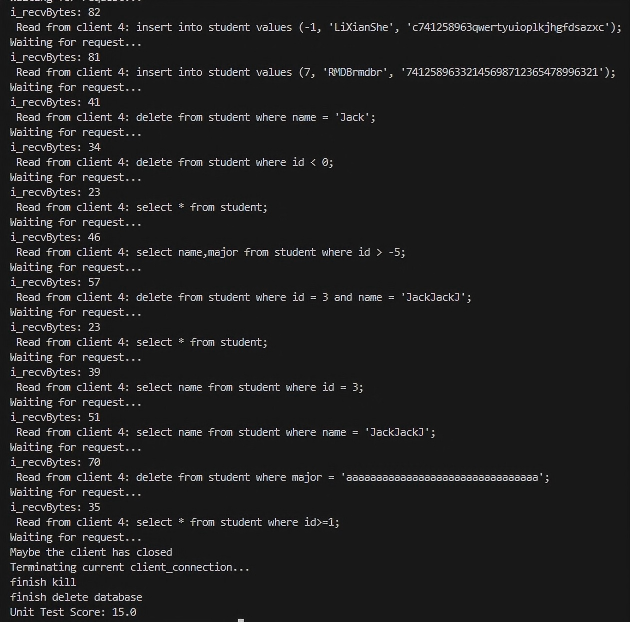 i_recvBytes: 82
Read from client 4: insert into student values (-1, 'LiXianShe', 'c741258963qwertyuioplkjhgfdsazxc');
Waiting for request...
i_recvBytes: 81
Read from client 4: insert into student values (7, 'RMDBrmdbr', '74125896332145698712365478996321');
Waiting for request...
i_recvBytes: 41
Read from client 4: delete from student where name = 'Jack';
Waiting for request...
i_recvBytes: 34
Read from client 4: delete from student where id < 0;
Waiting for request...
i_recvBytes: 23
Read from client 4: select * from student;
Waiting for request...
i_recvBytes: 46
Read from client 4: select name,major from student where id > -5;
Waiting for request...
i_recvBytes: 57
Read from client 4: delete from student where id = 3 and name = 'JackJackJ';
Waiting for request...
i_recvBytes: 23
Read from client 4: select * from student;
Waiting for request...
i_recvBytes: 39
Read from client 4: select name from student where id = 3;
Waiting for request...
i_recvBytes: 51
Read from client 4: select name from student where name = 'JackJackJ';
Waiting for request...
i_recvBytes: 70
Read from client 4: delete from student where major = 'aaaaaaaaaaaaaaaaaaaaaaaaaaaaaaaa';
Waiting for request...
i_recvBytes: 35
Read from client 4: select * from student where id>=1;
Waiting for request...
Maybe the client has closed
Terminating current client_connection...
finish kill
finish delete database
Unit Test Score: 15.0